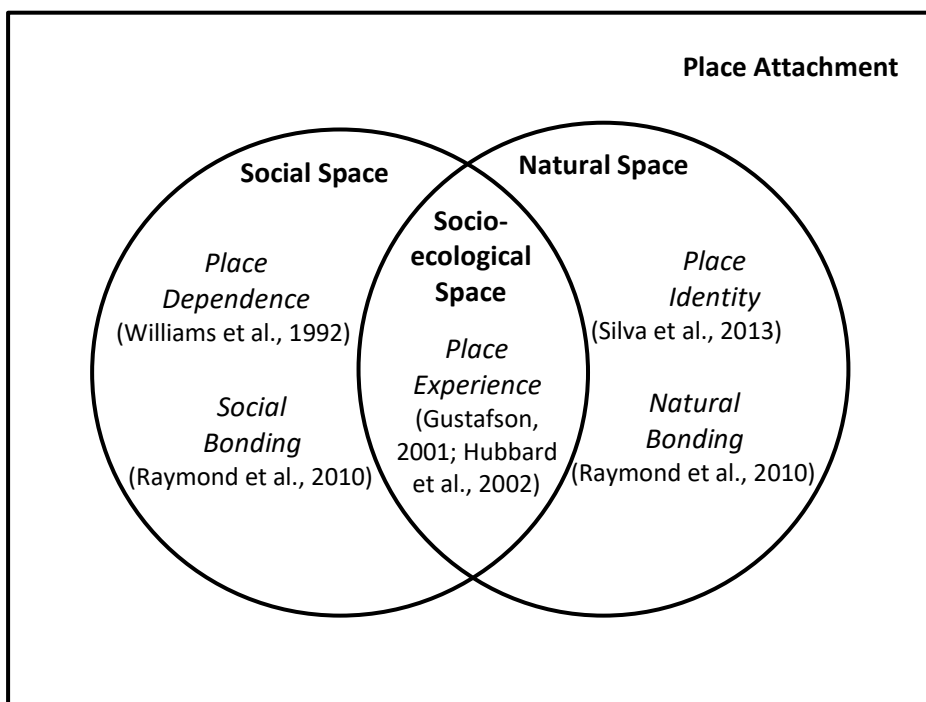 Place Attachment
Social Space
Place
Dependence
(Williams et al., 1992)
Social
Bonding
(Raymond et al., 2010)
Socio-
ecological
Space
Place
Experience
(Gustafson,
2001; Hubbard
et al., 2002)
Natural Space
Place
Identity
(Silva et al., 2013)
Natural
Bonding
(Raymond et al., 2010)